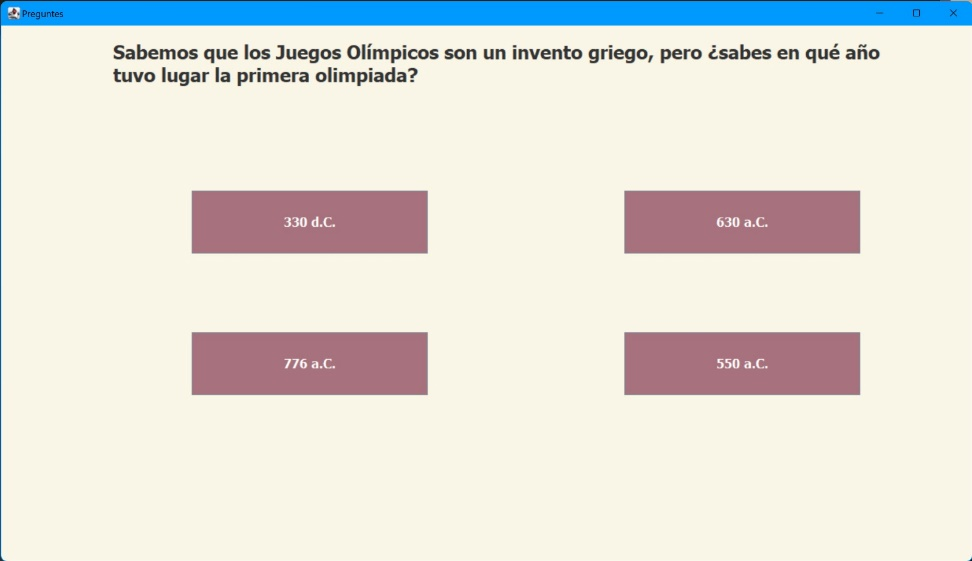 Preguntes
Sabemos que los Juegos Olímpicos son un invento griego, pero ¿sabes en qué año
tuvo lugar la primera olimpiada?
330 d.C.
630 a.C.
776 a.C.
550 a.C.